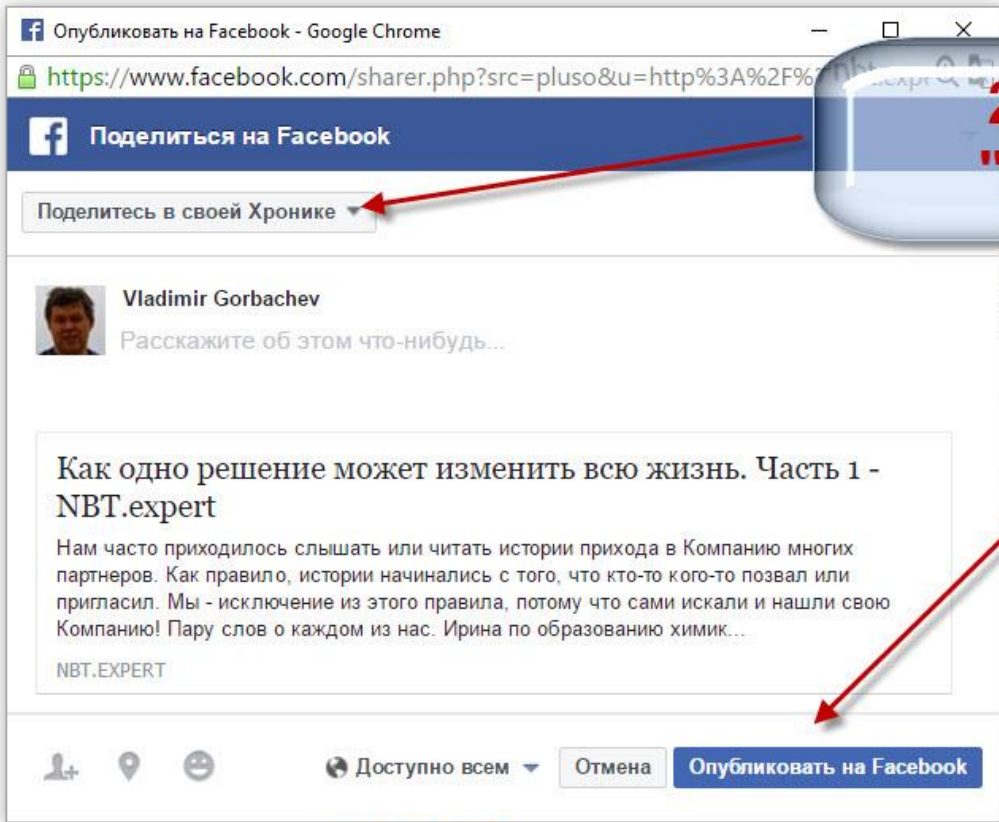 Опубликовать на Facebook - Google Chrome
https://www.facebook.com/sharer.php?src=pluso&u=http%3A%2F%
2
"
Поделиться на Facebook
Поделитесь в своей Хронике
Vladimir Gorbachev
Расскажите об этом что-нибудь...
Как одно решение может изменить всю жизнь. Часть 1 -
NBT.expert
Нам часто приходилось слышать или читать истории прихода в Компанию многих
партнеров. Как правило, истории начинались с того, что кто-то кого-то позвал или
пригласил. Мы - исключение из этого правила, потому что сами искали и нашли свою
Компанию! Пару слов о каждом из нас. Ирина по образованию химик...
NBT.EXPERT
Доступно всем
Отмена
Опубликовать на Facebook